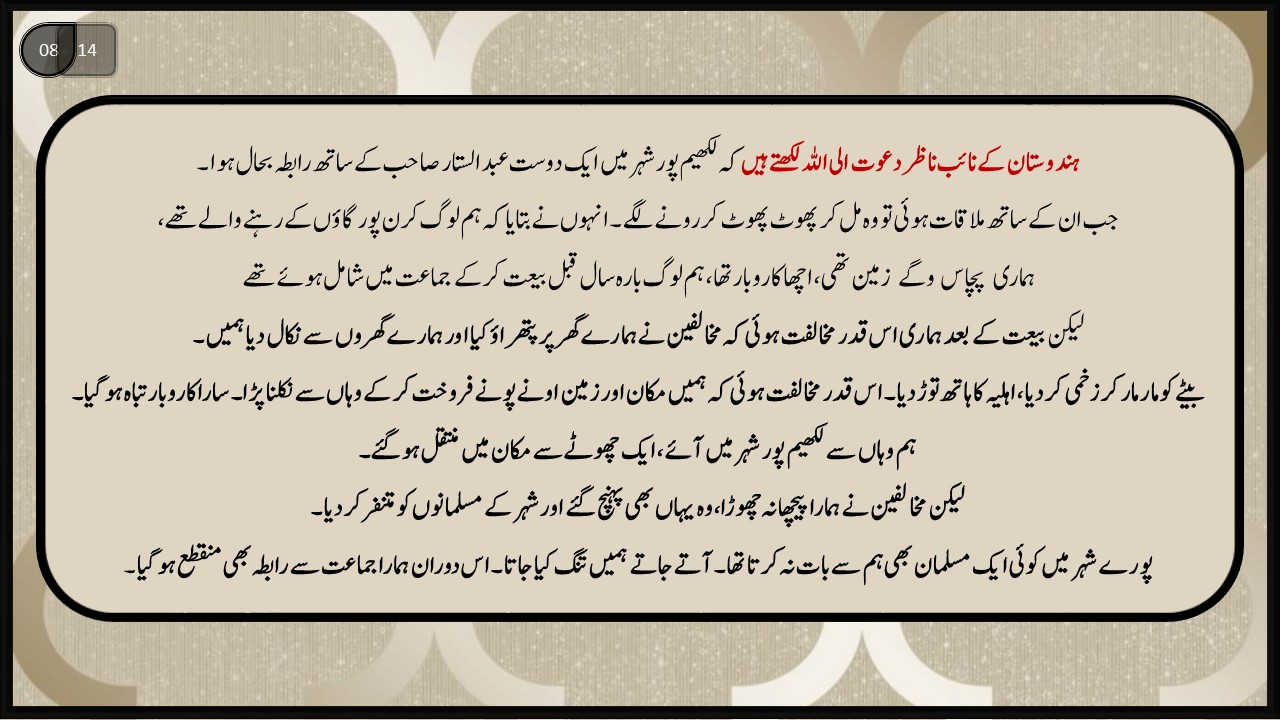 08 14
ہندوستان کے نائب ناظر دعوت الی اللہ لکھتے ہیں کہ لکھیم پور شہر میں ایک دوست عبد الستار صاحب کے ساتھ رابطہ بحال ہوا۔
جب ان کے ساتھ ملاقات ہوئی تو وہ مل کر پھوٹ پھوٹ کر رونے لگے۔ انہوں نے بتایا کہ ہم لوگ کرن پور گاؤں کے رہنے والے تھے،
ہماری پچاس وگے زمین تھی، اچھا کاروبار تھا، ہم لوگ بارہ سال قبل بیعت کر کے جماعت میں شامل ہوئے تھے
لیکن بیعت کے بعد ہماری اس قدر مخالفت ہوئی کہ مخالفین نے ہمارے گھر پر پتھراؤ کیا اور ہمارے گھروں سے نکال دیا ہمیں۔
بیٹے کو مار مار کر زخمی کر دیا، اہلیہ کا ہاتھ توڑ دیا۔ اس قدر مخالفت ہوئی کہ ہمیں مکان اور زمین اونے پونے فروخت کر کے وہاں سے نکلنا پڑا۔ سارا کاروبار تباہ ہو گیا۔
ہم وہاں سے لکھیم پور شہر میں آئے، ایک چھوٹے سے مکان میں منتقل ہو گئے۔
لیکن مخالفین نے ہمارا پیچھا نہ چھوڑا، وہ یہاں بھی پہنچ گئے اور شہر کے مسلمانوں کو متنفر کر دیا۔
پورے شہر میں کوئی ایک مسلمان بھی ہم سے بات نہ کرتا تھا۔ آتے جاتے ہمیں تنگ کیا جاتا۔ اس دوران ہمارا جماعت سے رابطہ بھی منقطع ہو گیا۔